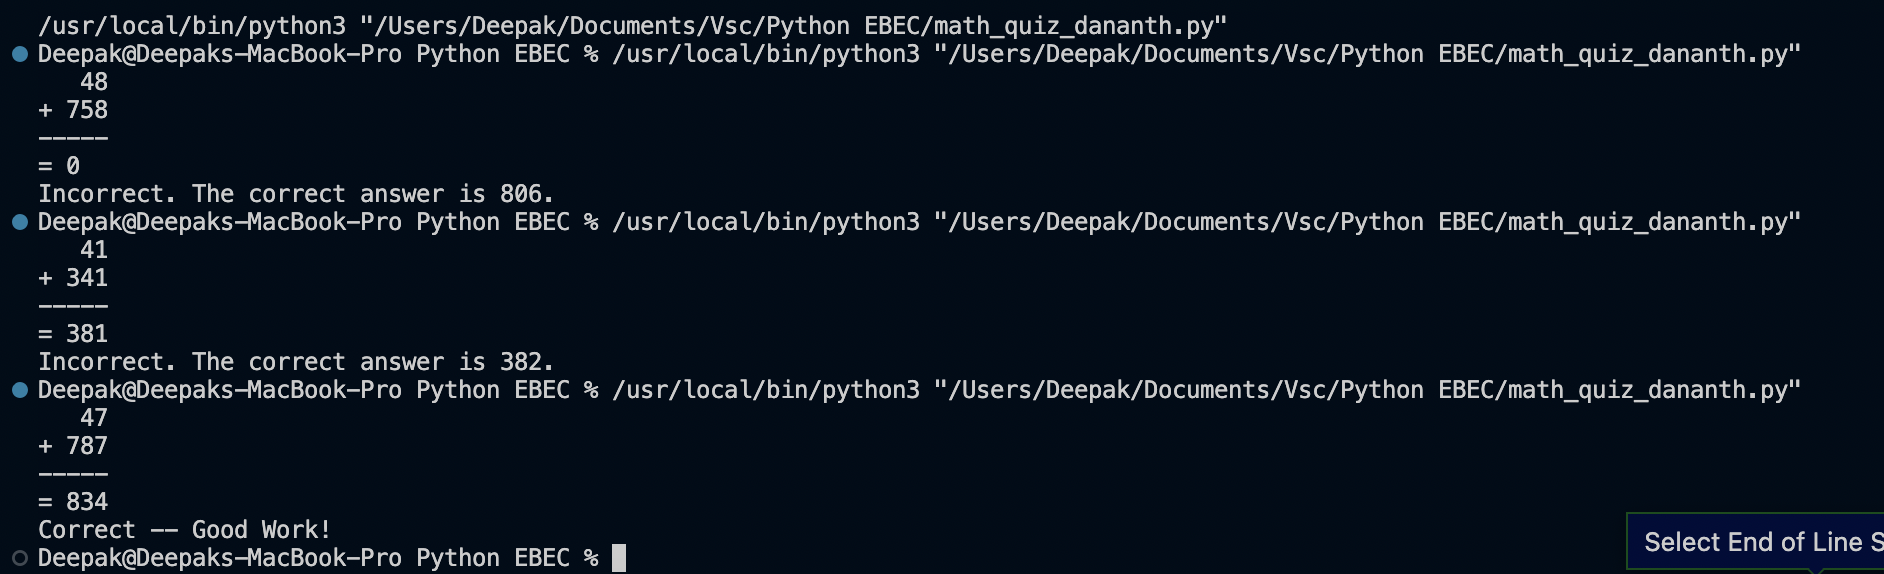 /usr/local/bin/python3 "/Users/Deepak/Documents/Vsc/Python EBEC/math_quiz_dananth.py"
Deepak@Deepaks-MacBook-Pro Python EBEC % /usr/local/bin/python3 "/Users/Deepak/Documents/Vsc/Python EBEC/math_quiz_dananth.py"
   48
+ 758
-----
= 0
Incorrect. The correct answer is 806.
Deepak@Deepaks-MacBook-Pro Python EBEC % /usr/local/bin/python3 "/Users/Deepak/Documents/Vsc/Python EBEC/math_quiz_dananth.py"
   41
+ 341
-----
= 381
Incorrect. The correct answer is 382.
Deepak@Deepaks-MacBook-Pro Python EBEC % /usr/local/bin/python3 "/Users/Deepak/Documents/Vsc/Python EBEC/math_quiz_dananth.py"
   47
+ 787
-----
= 834
Correct -- Good Work!
Deepak@Deepaks-MacBook-Pro Python EBEC %
Select End of Line S